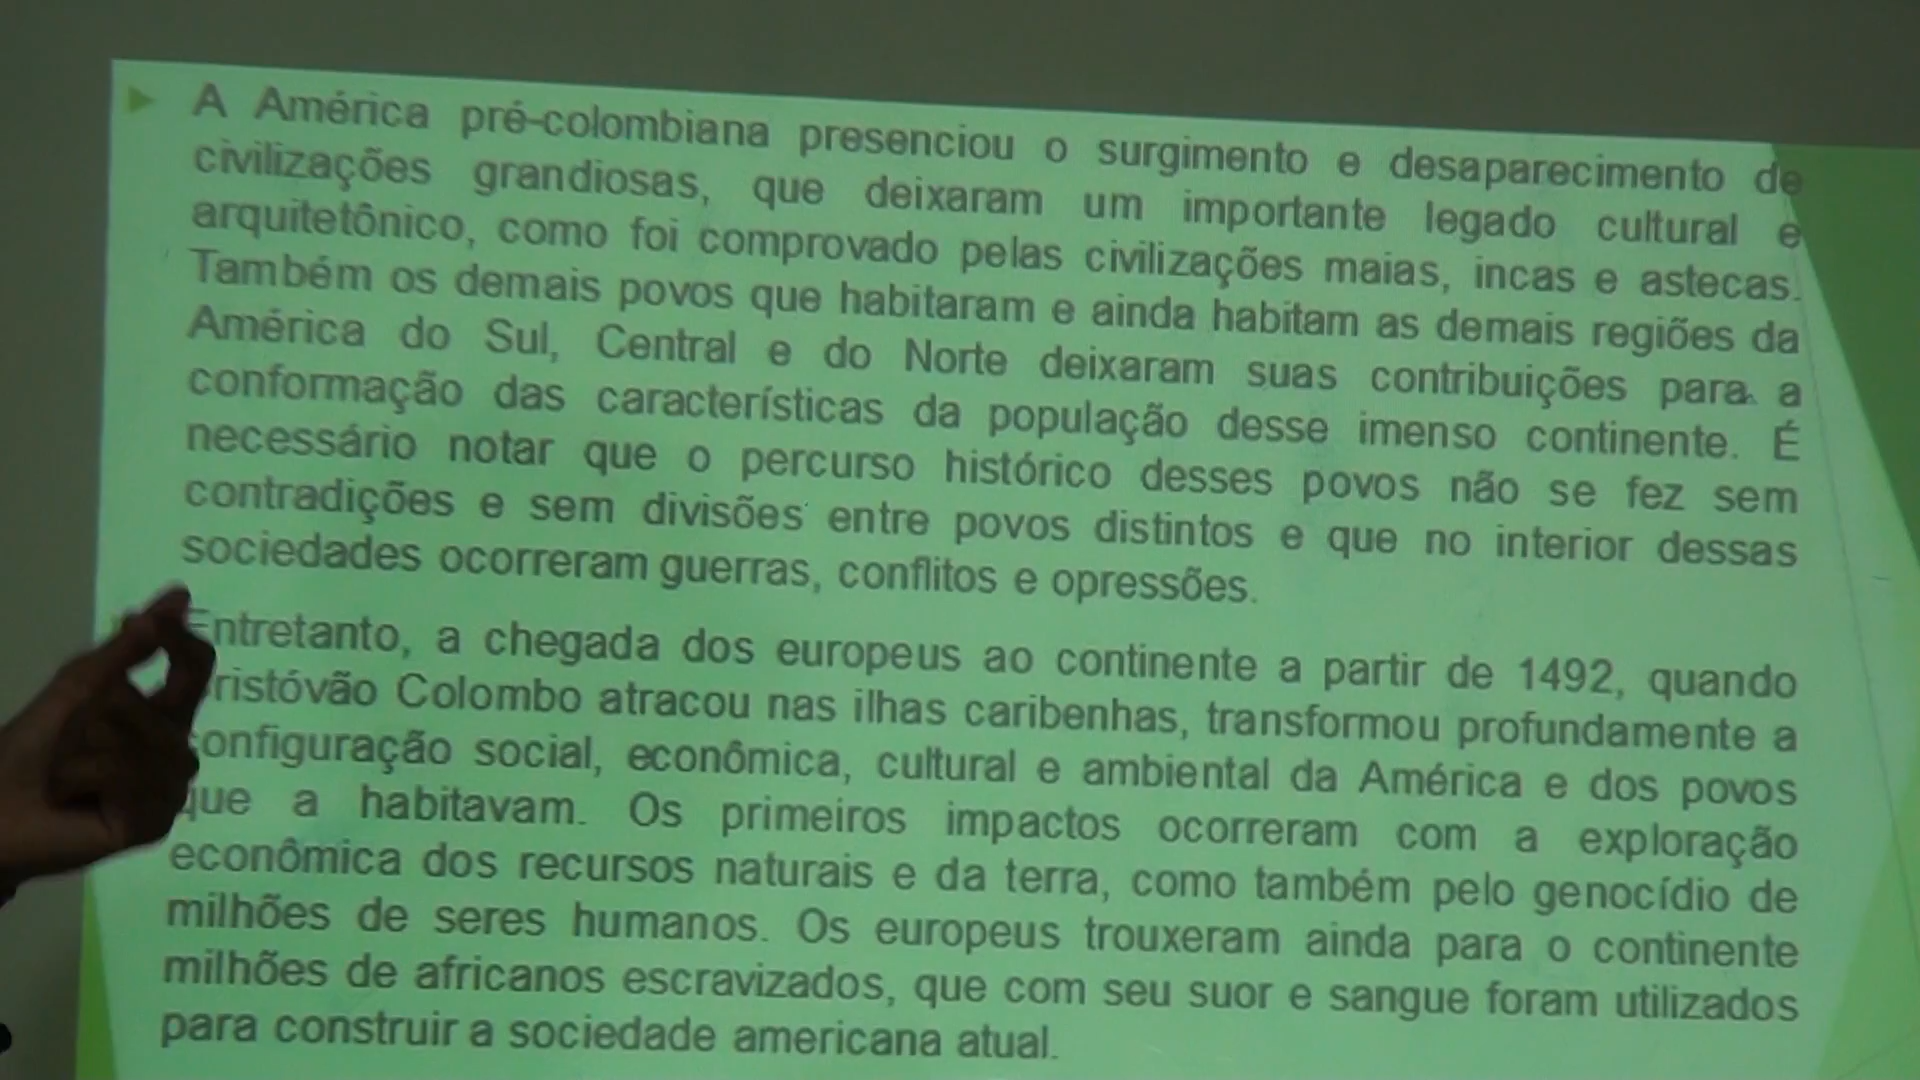 A América pré-colombiana presenciou o surgimento e desaparecimento de
civilizações grandiosas, que deixaram um importante legado cultural e
arquitetônico, como foi comprovado pelas civilizações maias, incas e astecas.
Também os demais povos que habitaram e ainda habitam as demais regiões da
América do Sul, Central e do Norte deixaram suas contribuições para a
conformação das características da população desse imenso continente. É
necessário notar que o percurso histórico desses povos não se fez sem
contradições e sem divisões entre povos distintos e que no interior dessas
sociedades ocorreram guerras, conflitos e opressões.
Entretanto, a chegada dos europeus ao continente a partir de 1492, quando
Cristóvão Colombo atracou nas ilhas caribenhas, transformou profundamente a
configuração social, econômica, cultural e ambiental da América e dos povos
que a habitavam. Os primeiros impactos ocorreram com a exploração
econômica dos recursos naturais e da terra, como também pelo genocídio de
milhões de seres humanos. Os europeus trouxeram ainda para o continente
milhões de africanos escravizados, que com seu suor e sangue foram utilizados
para construir a sociedade americana atual.